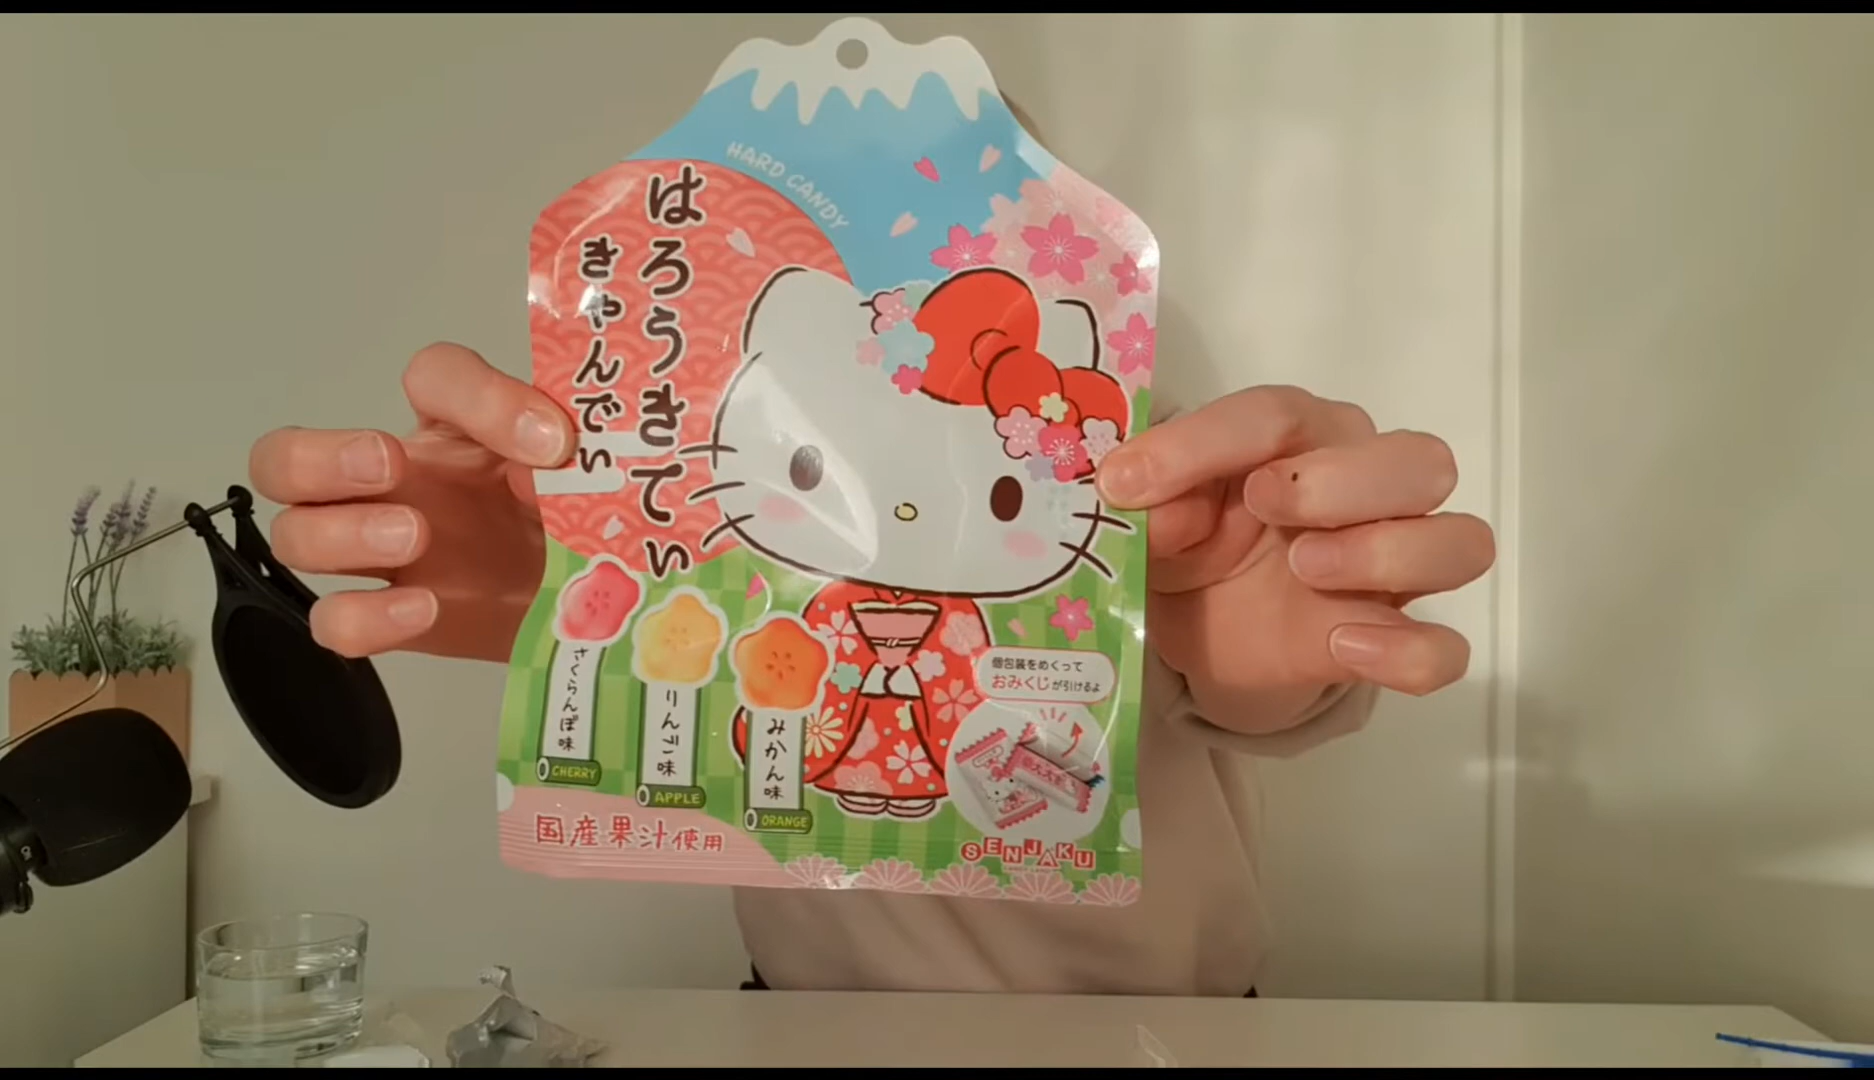 HARD CANDY
はろうきてぃ
きゃんでぃ
さくらんぼ味
CHERRY
りんご味
APPLE
みかん味
ORANGE
個包装をめくって
おみくじが引けるよ
国産果汁使用
SENJAKU